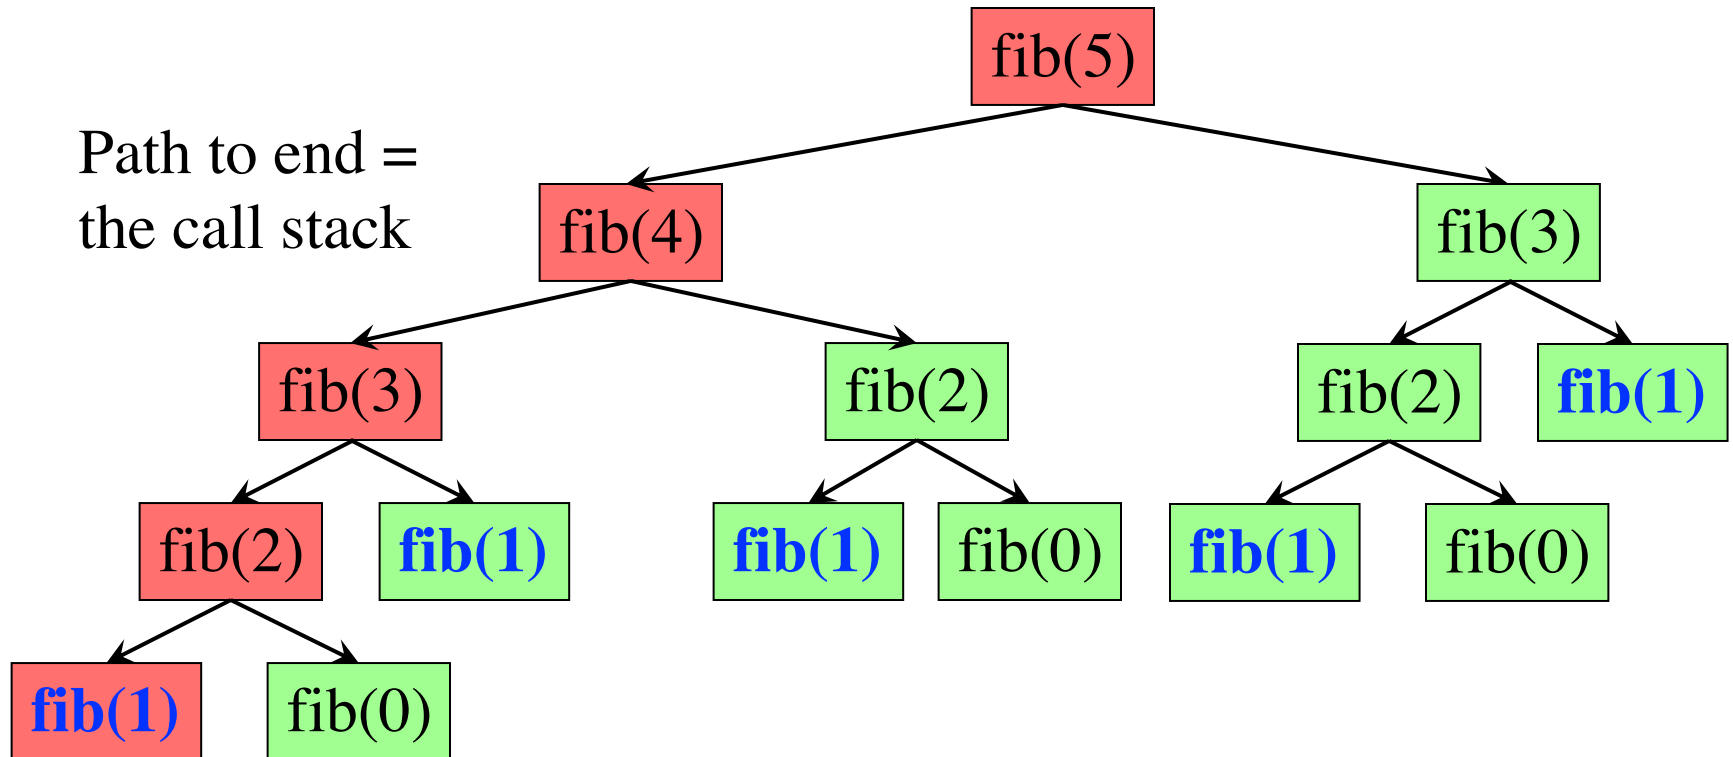 fib(5)
Path to end =
the call stack
fib(4)
fib(3)
fib(3)
fib(2)
fib(2)
fib(1)
fib(2)
fib(1)
fib(1)
fib(0)
fib(1)
fib(0)
fib(1)
fib(0)